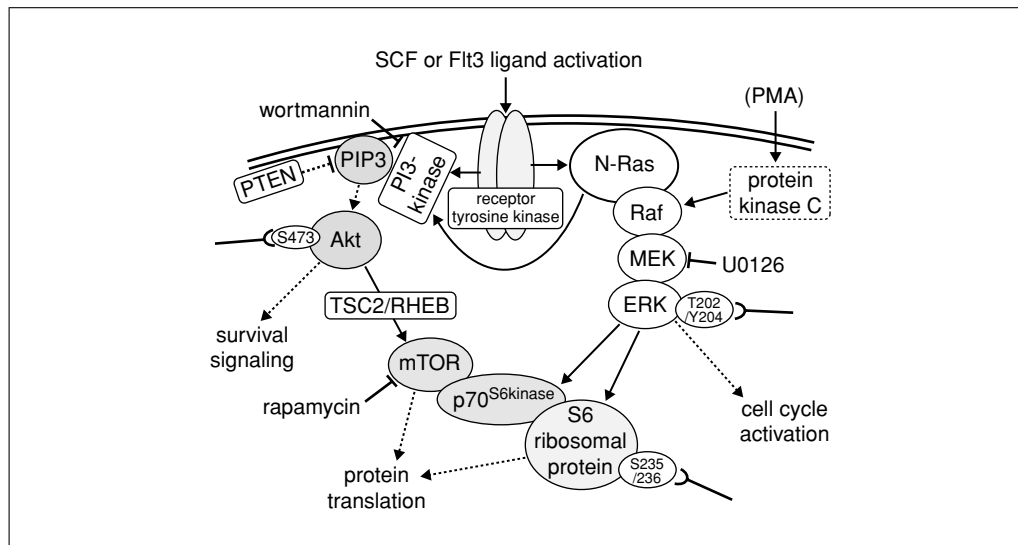 SCF or Flt3 ligand activation
wortmannin
(PMA)
PTEN
PIP3
PI3-
kinase
receptor
tyrosine kinase
N-Ras
protein
kinase C
Raf
S473
Akt
MEK
U0126
TSC2/RHEB
ERK
T202
/Y204
survival
signaling
mTOR
rapamycin
p70S6kinase
S6
ribosomal
protein
S235
/236
cell cycle
activation
protein
translation